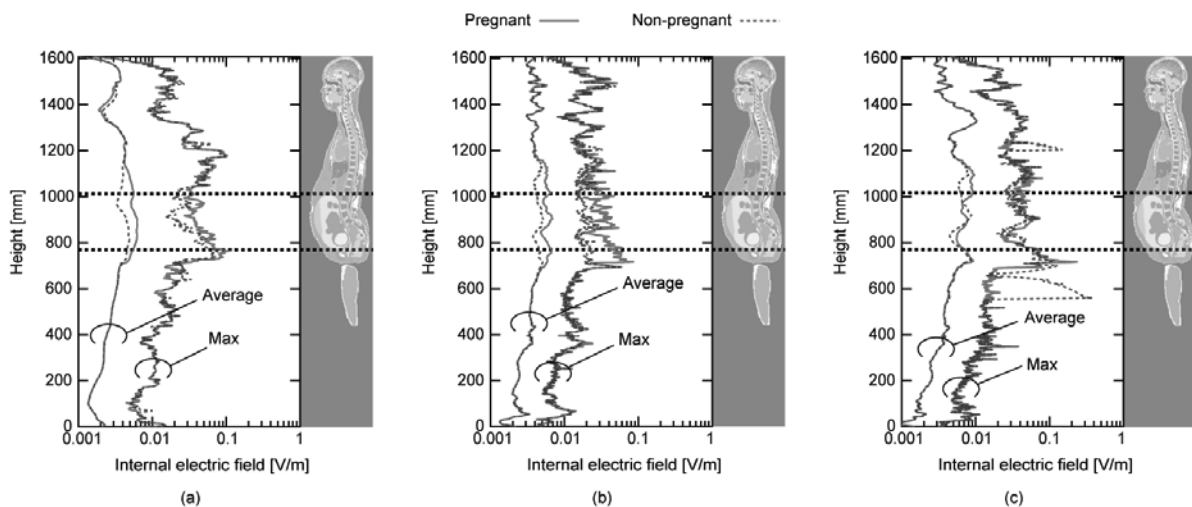 Pregnant Non-pregnant
1600
1400
1200
1000
800
600
400
200
0
Height [mm]
Average
Max
0.001 0.01 0.1 1
Internal electric field [V/m]
(a)
1600
1400
1200
1000
800
600
400
200
0
Height [mm]
Average
Max
0.001 0.01 0.1 1
Internal electric field [V/m]
(b)
1600
1400
1200
1000
800
600
400
200
0
Height [mm]
Average
Max
0.001 0.01 0.1 1
Internal electric field [V/m]
(c)